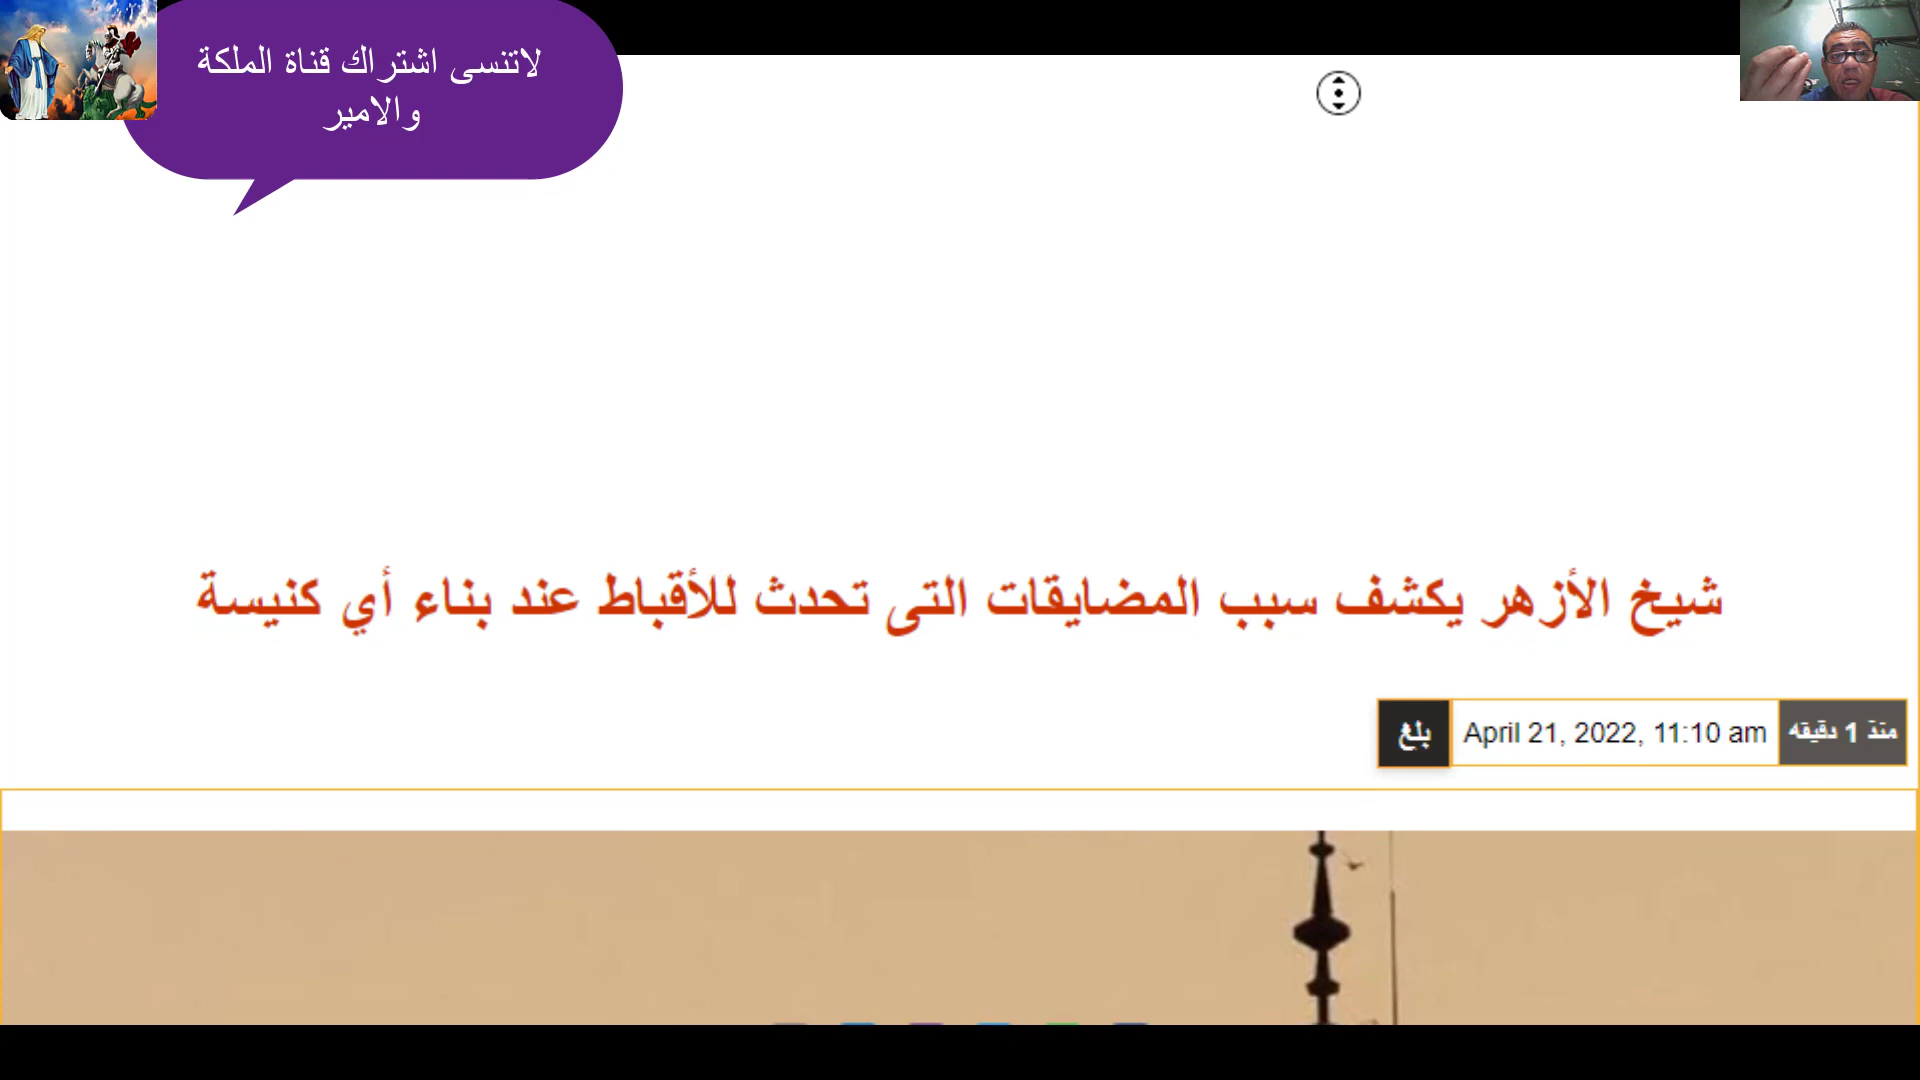 لاتنسى اشتراك قناة الملكة
والامير
شيخ الأزهر يكشف سبب المضايقات التى تحدث للأقباط عند بناء أي كنيسة
منذ 1 دقيقه
April 21, 2022, 11:10 am
بلغ